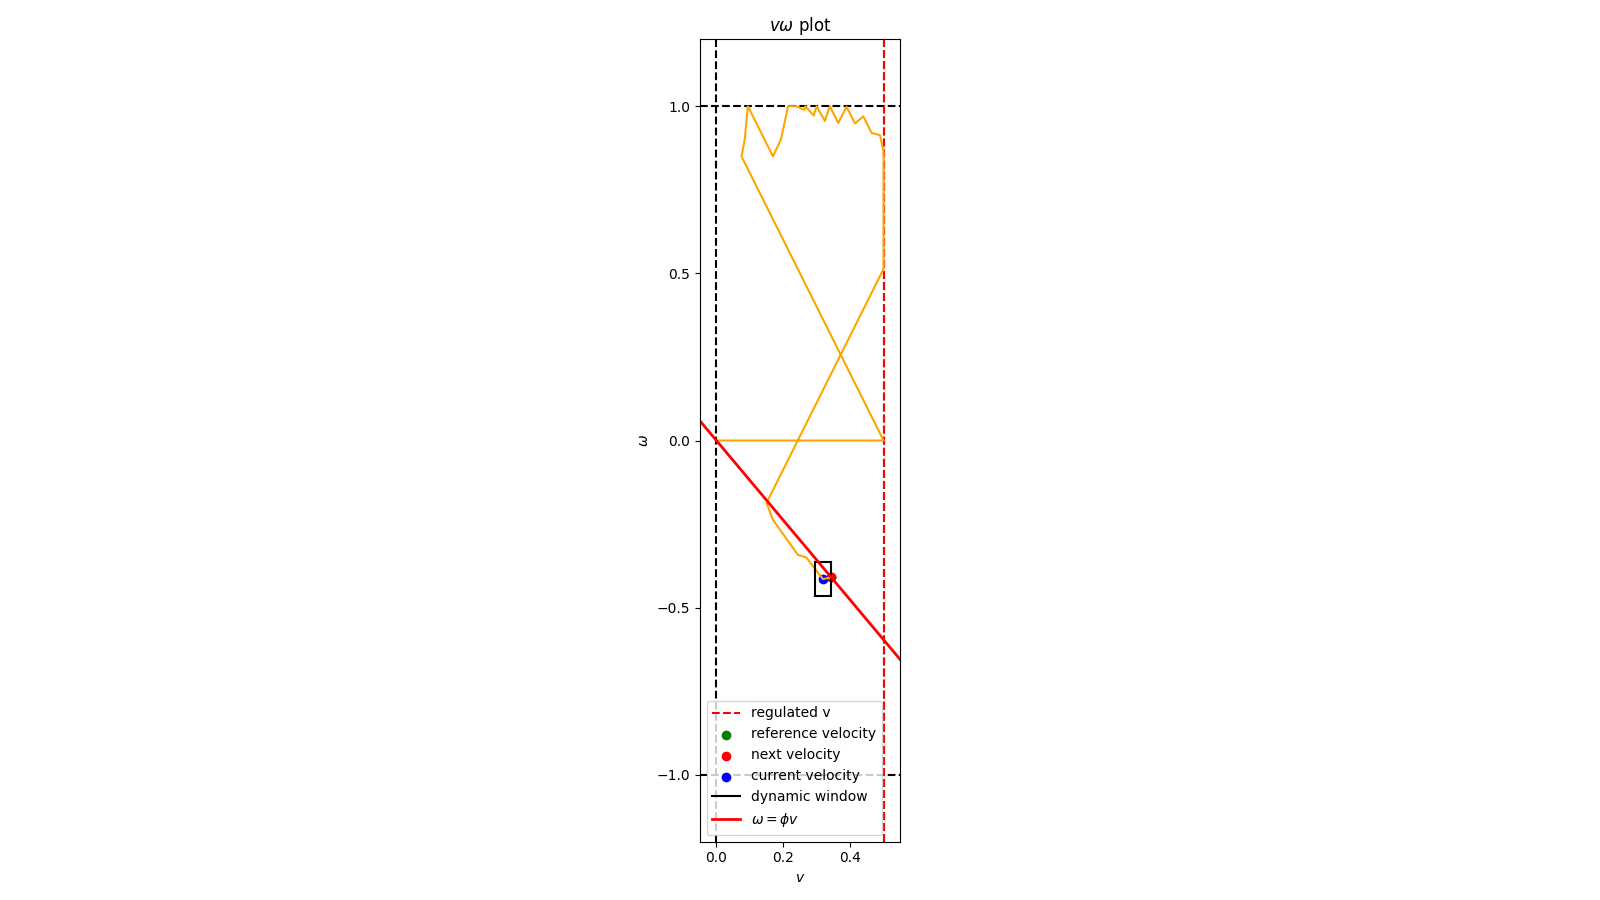 vω plot
1.0
0.5
0.0
−0.5
−1.0
ω
0.0 0.2 0.4
v
regulated v
reference velocity
next velocity
current velocity
dynamic window
ω = ϕv